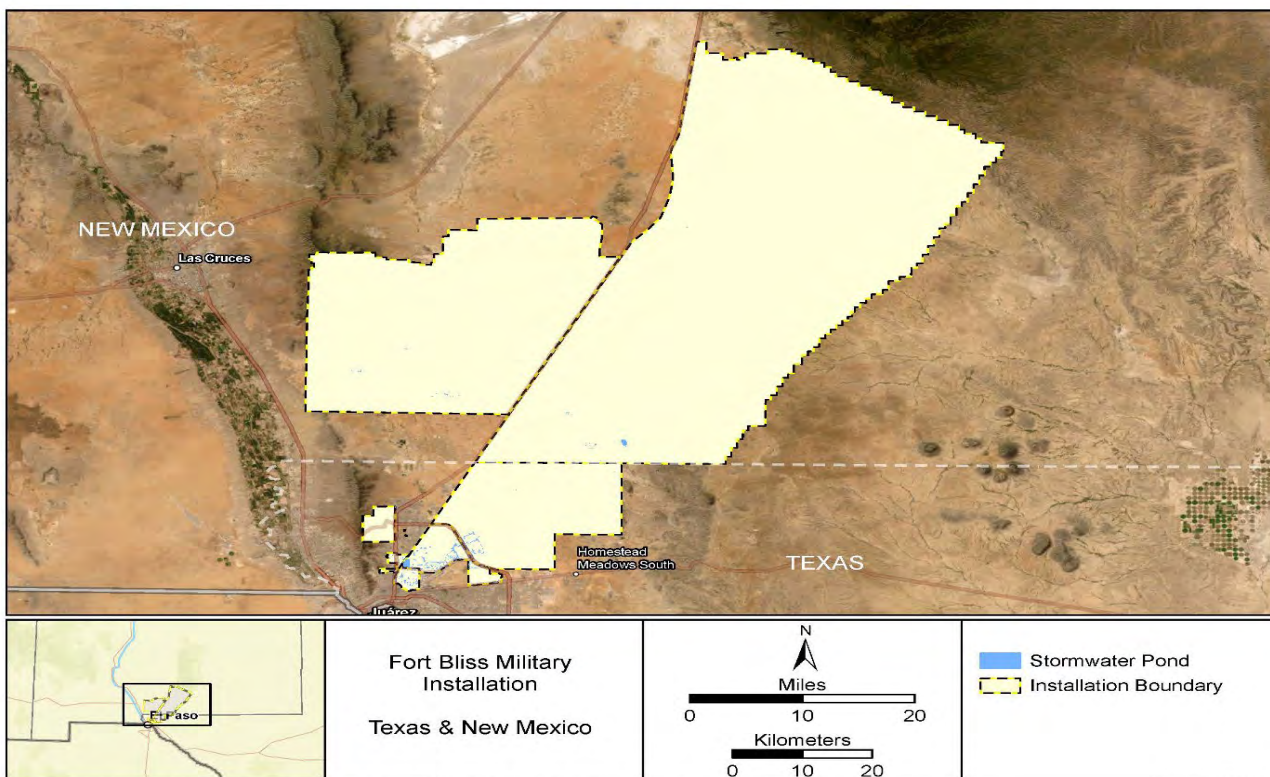 NEW MEXICO
Las Cruces
Homestead
Meadows South
TEXAS
Juárez
El Paso
Fort Bliss Military
Installation
Texas & New Mexico
N
Miles
0 10 20
Kilometers
0 10 20
Stormwater Pond
Installation Boundary